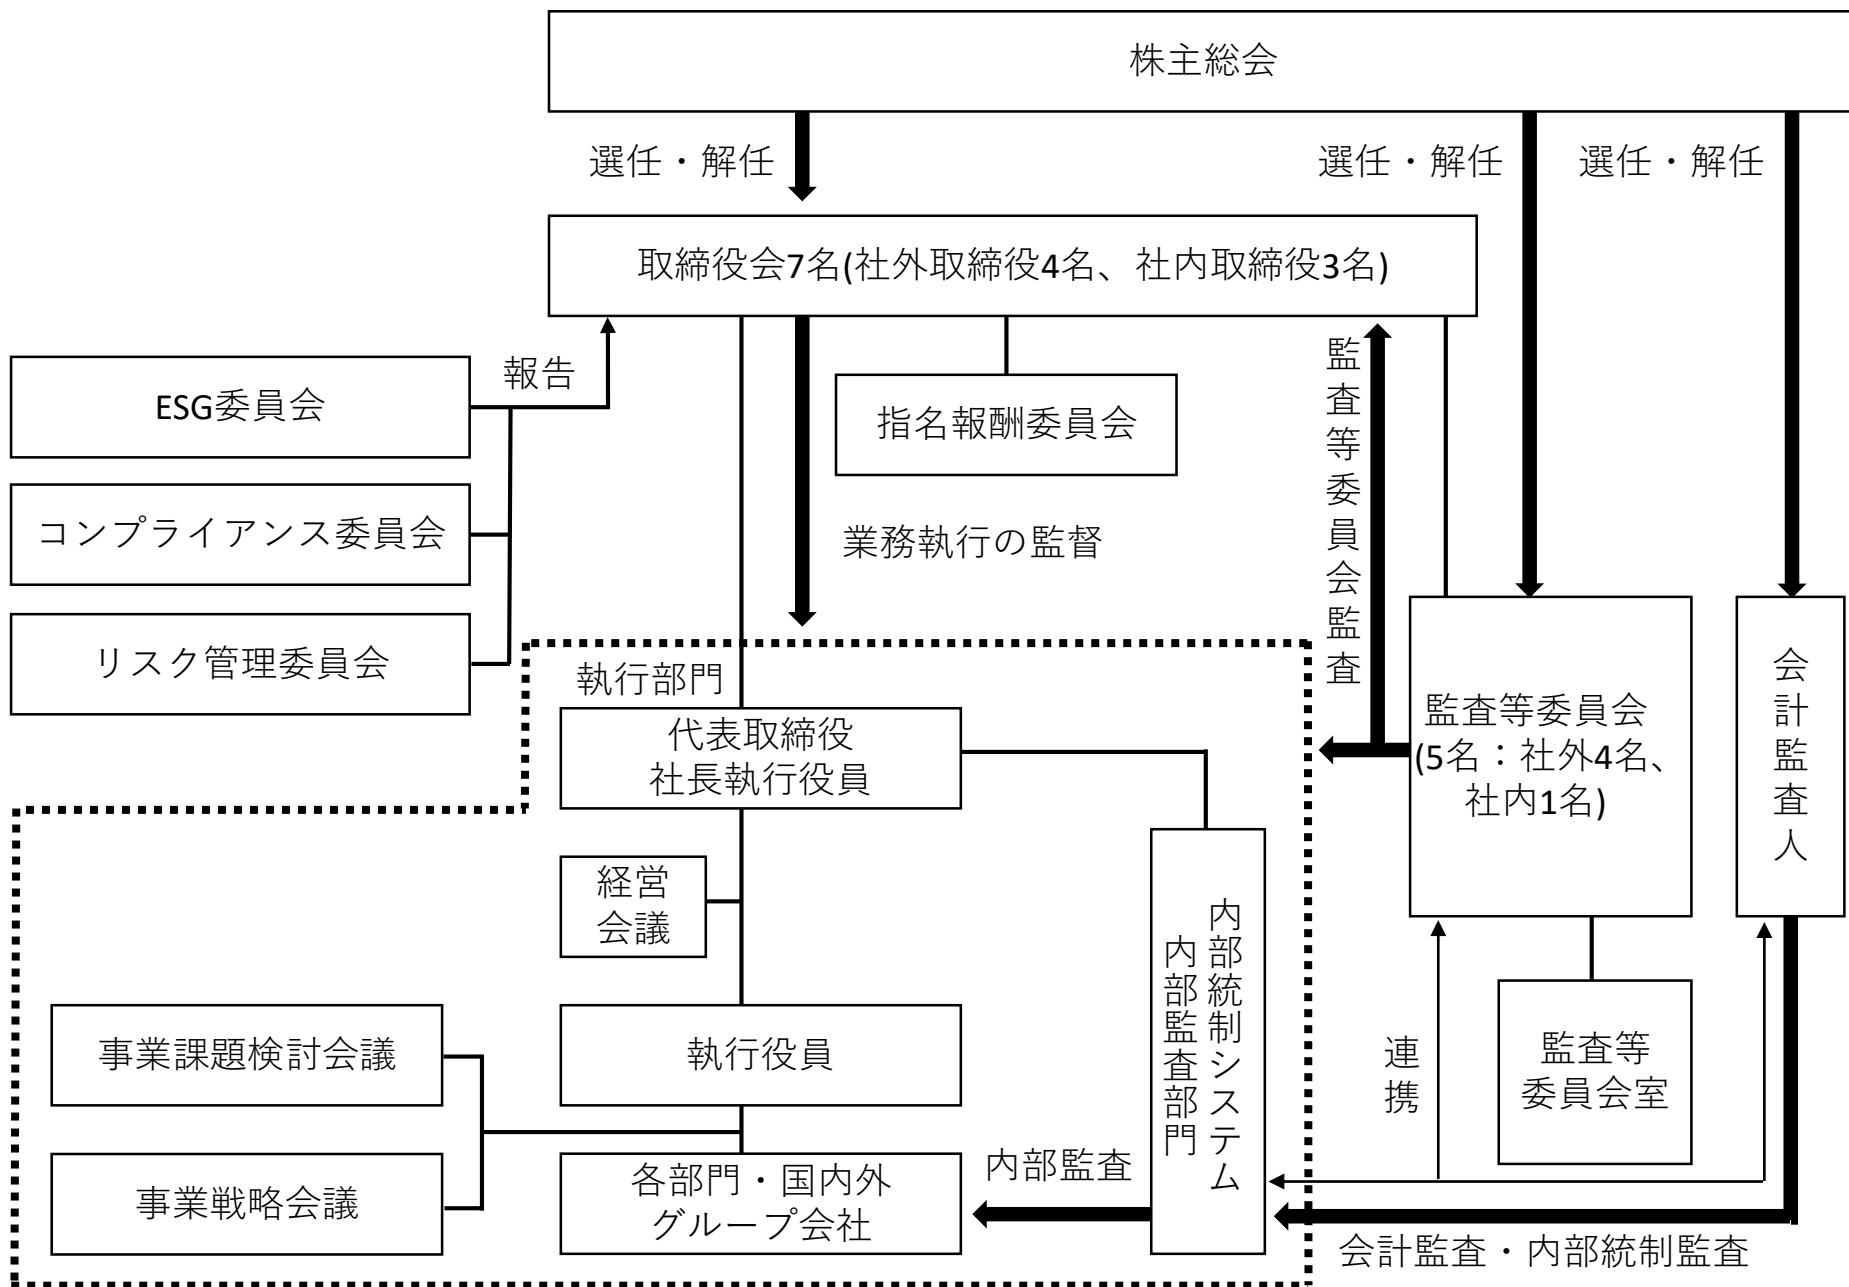 株主総会
選任・解任
選任・解任
選任・解任
取締役会7名(社外取締役4名、社内取締役3名)
報告
ESG委員会
コンプライアンス委員会
リスク管理委員会
指名報酬委員会
業務執行の監督
監査等委員会監査
執行部門
代表取締役
社長執行役員
監査等委員会
(5名：社外4名、
社内1名)
会計監査人
経営
会議
内部統制システム
内部監査部門
事業課題検討会議
執行役員
連携
監査等
委員会室
事業戦略会議
各部門・国内外
グループ会社
内部監査
会計監査・内部統制監査